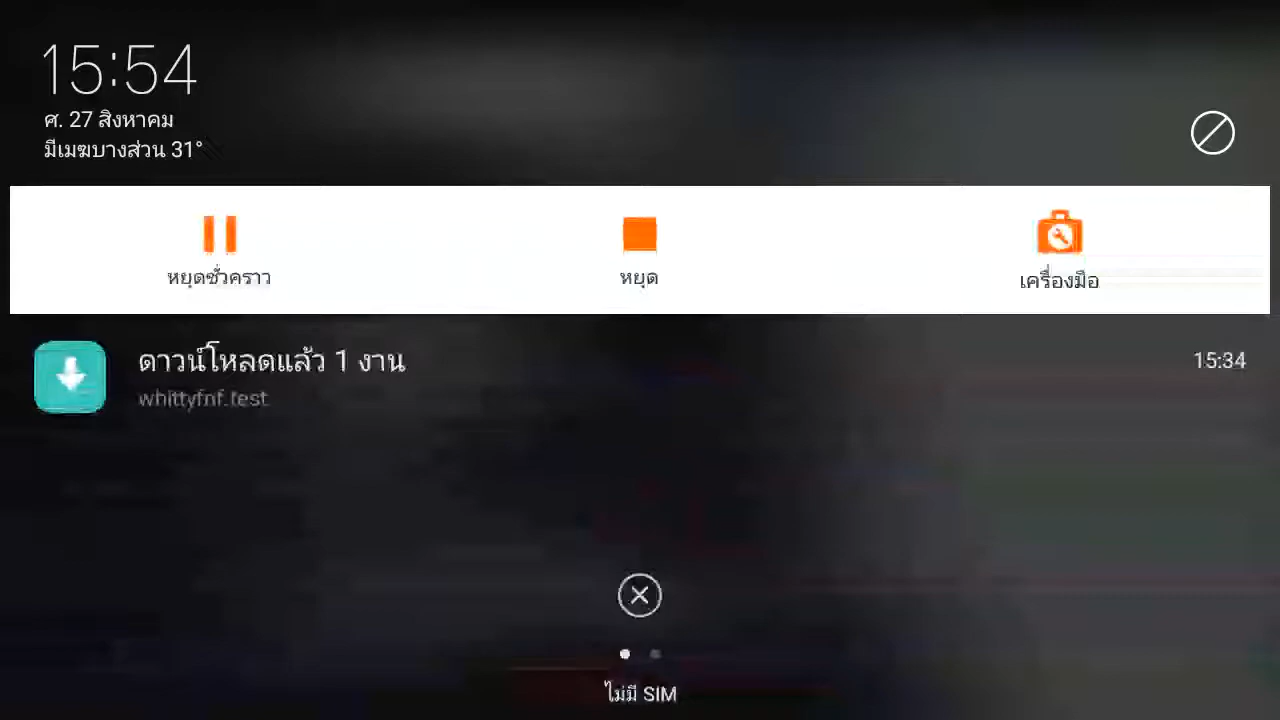 15:54
ศ. 27 สิงหาคม
มีเมฆบางส่วน 31°
หยุดชั่วคราว
หยุด
เครื่องมือ
ดาวน์โหลดแล้ว 1 งาน
15:34
whittyfnf.test
ไม่มี SIM